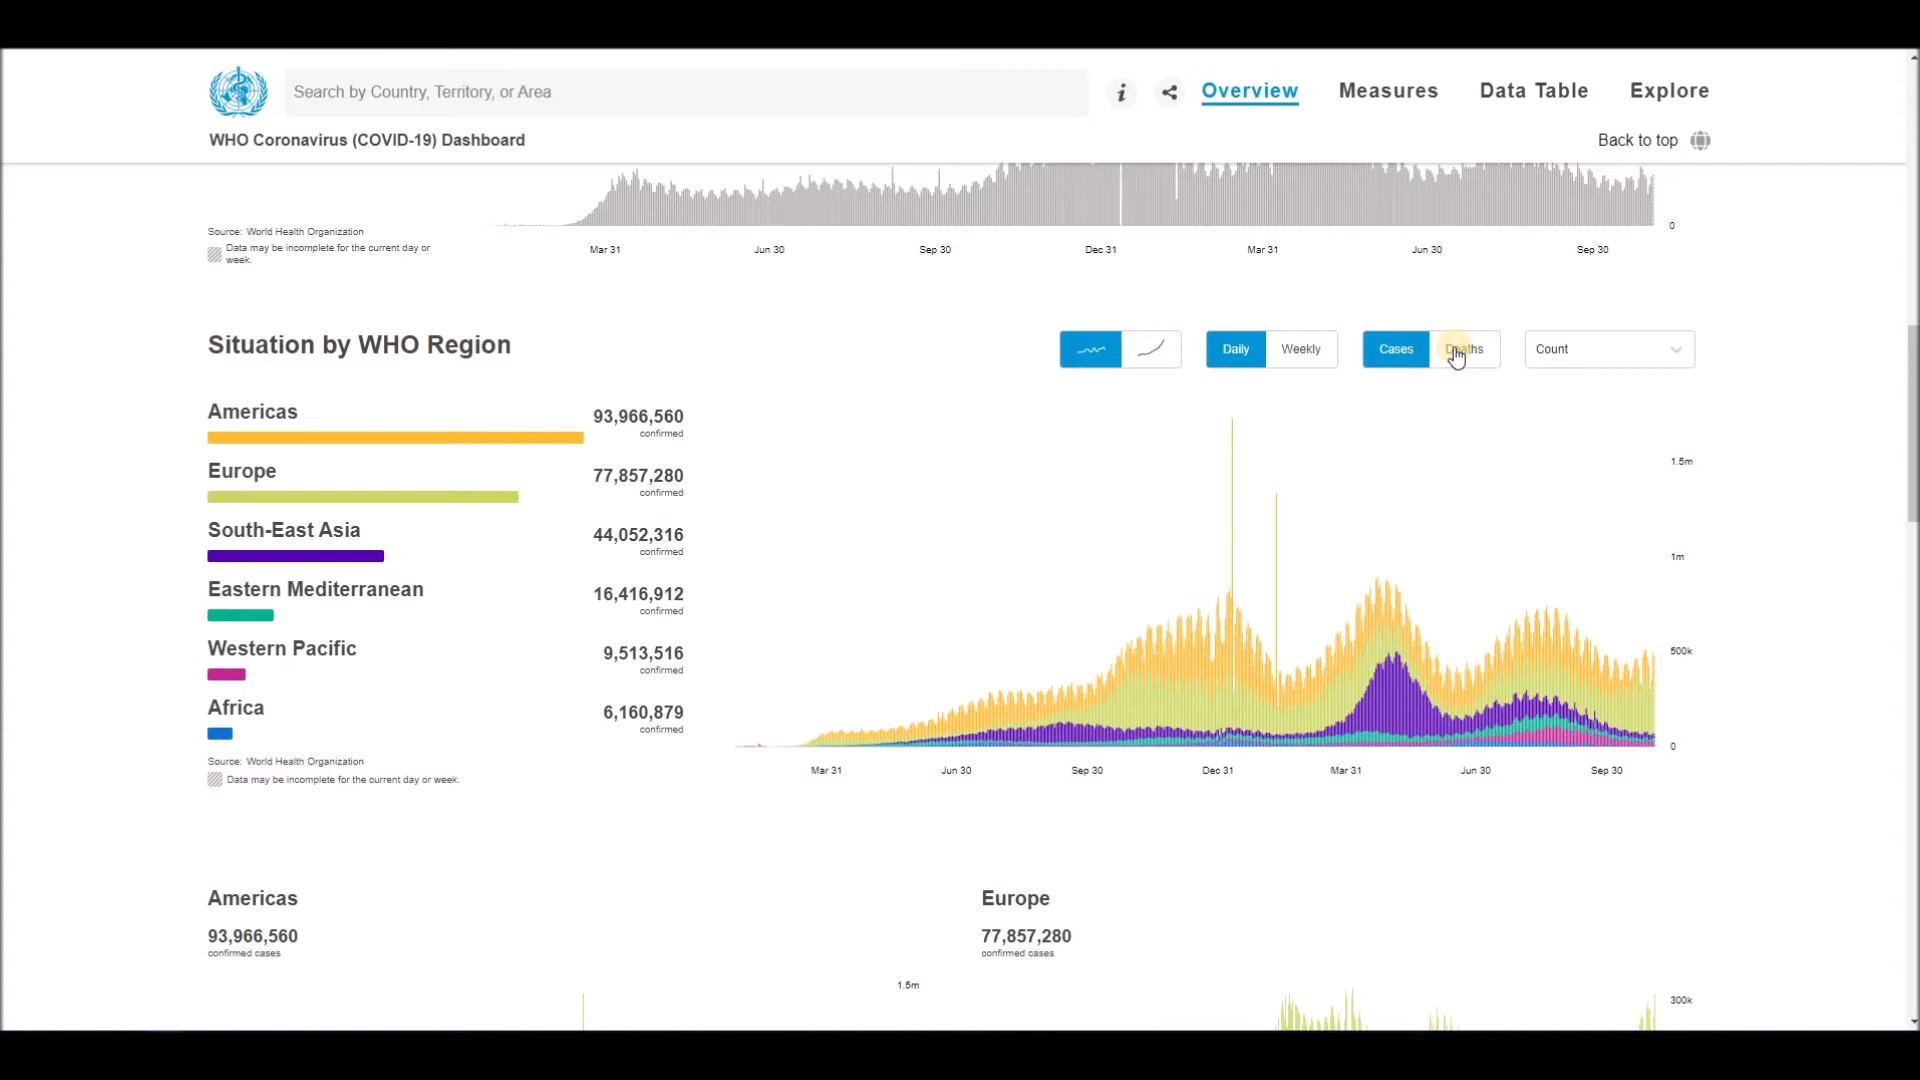 Search by Country, Territory, or Area
i
Overview
Measures
Data Table
Explore
WHO Coronavirus (COVID-19) Dashboard
Back to top
0
Source: World Health Organization
Data may be incomplete for the current day or
week.
Mar 31
Jun 30
Sep 30
Dec 31
Mar 31
Jun 30
Sep 30
Situation by WHO Region
Daily
Weekly
Cases
Deaths
Count
Americas
93,966,560
confirmed
Europe
77,857,280
confirmed
South-East Asia
44,052,316
confirmed
Eastern Mediterranean
16,416,912
confirmed
Western Pacific
9,513,516
confirmed
Africa
6,160,879
confirmed
1.5m
1m
500k
0
Mar 31
Jun 30
Sep 30
Dec 31
Mar 31
Jun 30
Sep 30
Source: World Health Organization
Data may be incomplete for the current day or week.
Americas
93,966,560
confirmed cases
1.5m
Europe
77,857,280
confirmed cases
300k